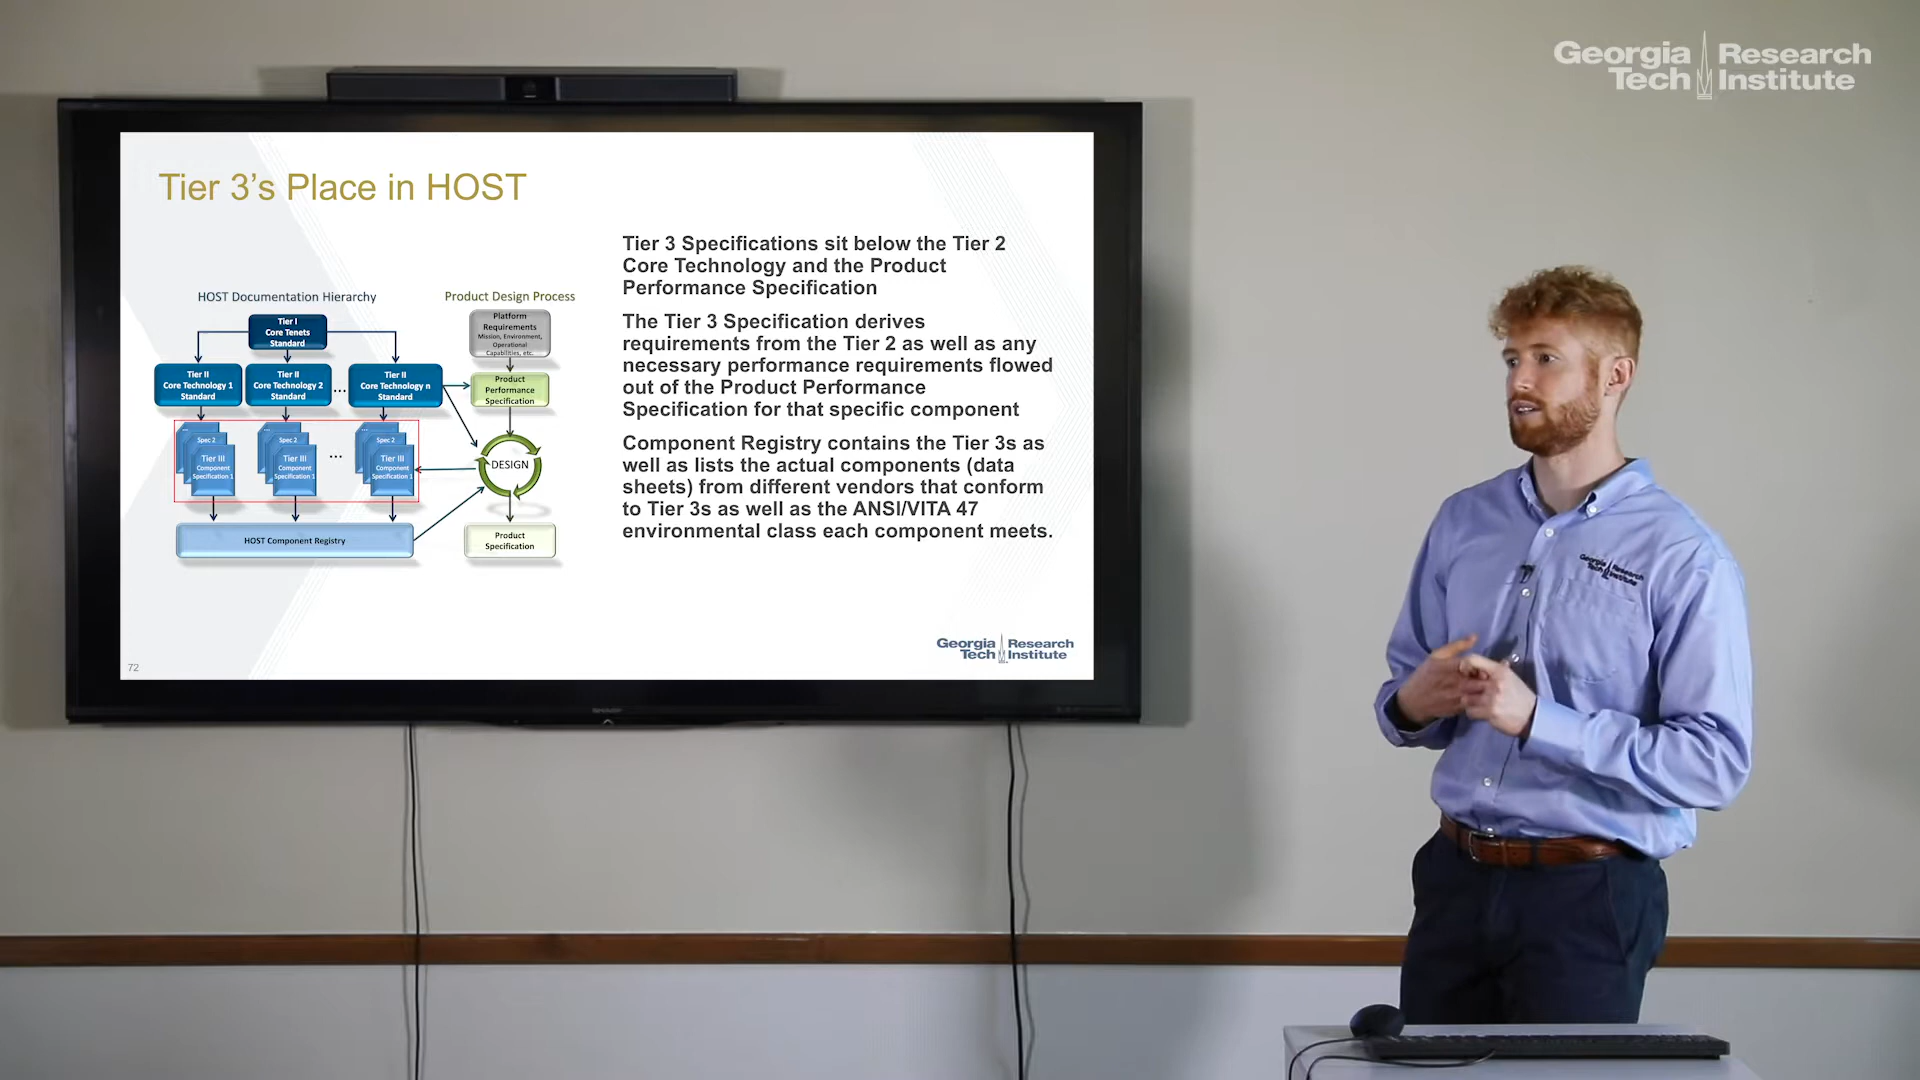 Georgia Research
Tech Institute
Tier 3's Place in HOST
HOST Documentation Hierarchy
Tier I
Core Tenets
Standard
Tier II
Core Technology 1
Standard
Tier II
Core Technology 2
Standard
...
Tier II
Core Technology n
Standard
...
Spec 2
Tier III
Component
Specification 1
...
Spec 2
Tier III
Component
Specification 1
...
...
Spec 2
Tier III
Component
Specification 1
HOST Component Registry
Product Design Process
Platform
Requirements
Mission, Environment,
Operational
Capabilities, etc.
Product
Performance
Specification
DESIGN
Product
Specification
Tier 3 Specifications sit below the Tier 2
Core Technology and the Product
Performance Specification
The Tier 3 Specification derives
requirements from the Tier 2 as well as any
necessary performance requirements flowed
out of the Product Performance
Specification for that specific component
Component Registry contains the Tier 3s as
well as lists the actual components (data
sheets) from different vendors that conform
to Tier 3s as well as the ANSI/VITA 47
environmental class each component meets.
72
Georgia Research
Tech Institute
SHARP
Georgia Research
Tech Institute